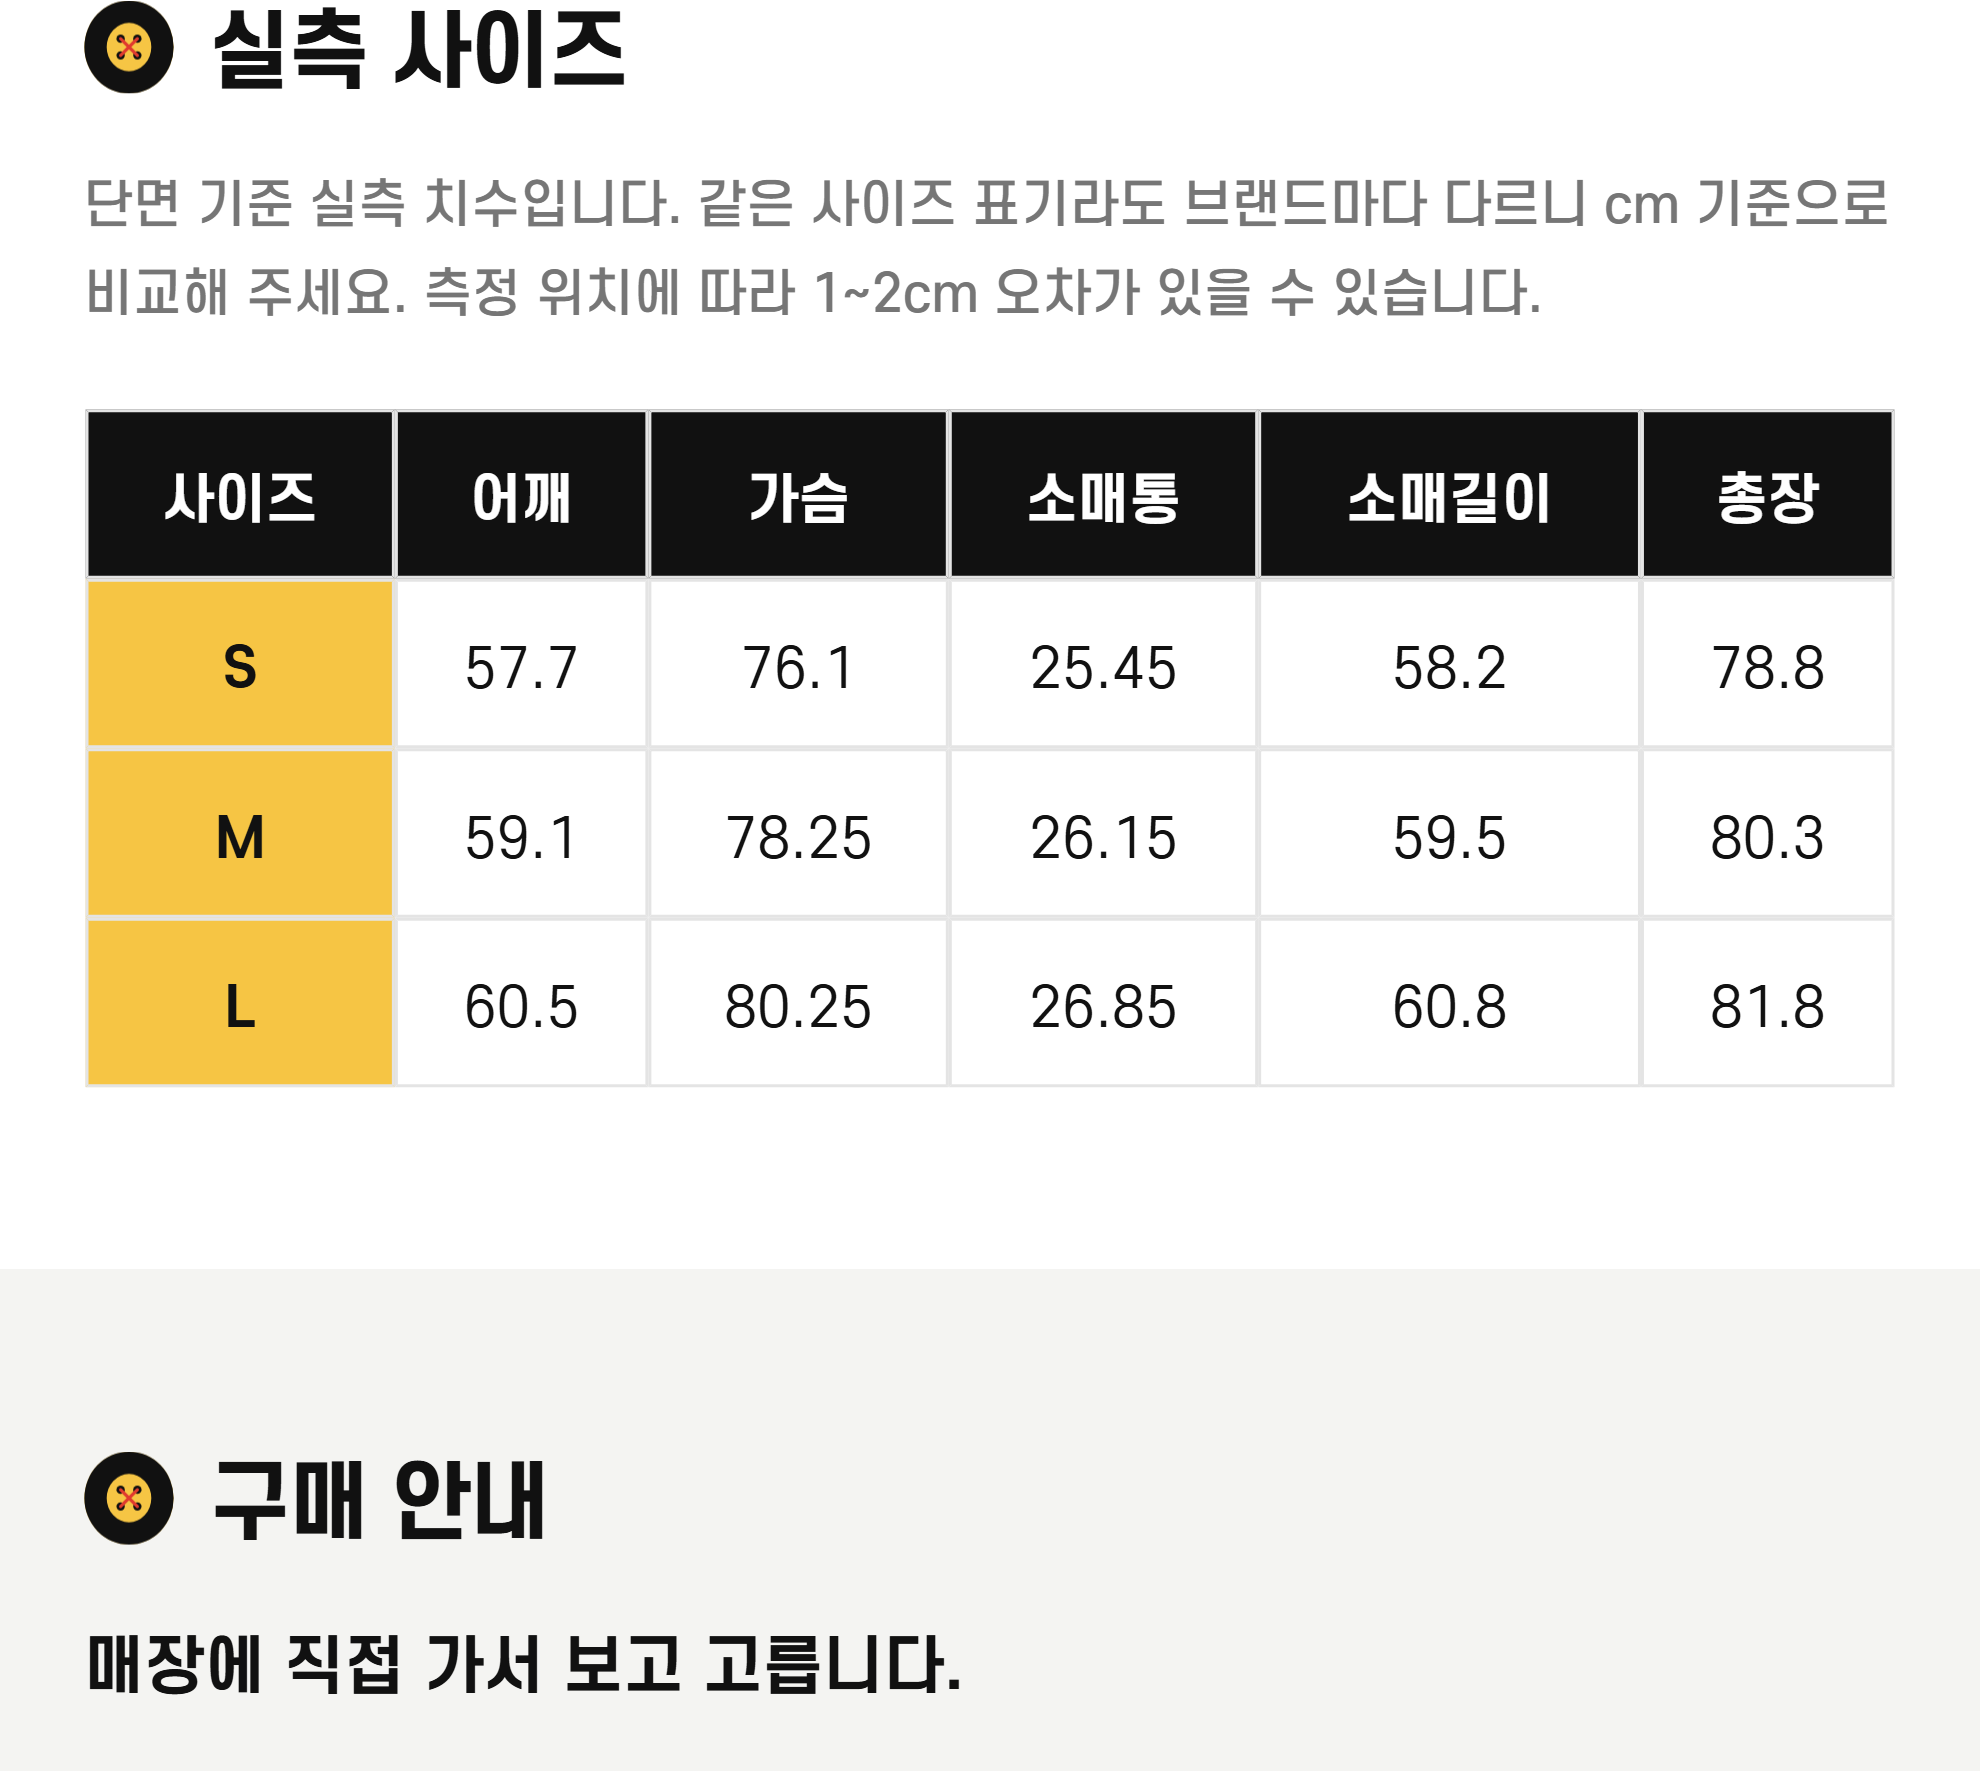 실측 사이즈
단면 기준 실측 치수입니다. 같은 사이즈 표기라도 브랜드마다 다르니 cm 기준으로
비교해 주세요. 측정 위치에 따라 1~2cm 오차가 있을 수 있습니다.
사이즈 어깨 가슴 소매통 소매길이 총장
S 57.7 76.1 25.45 58.2 78.8
M 59.1 78.25 26.15 59.5 80.3
L 60.5 80.25 26.85 60.8 81.8
구매 안내
매장에 직접 가서 보고 고릅니다.